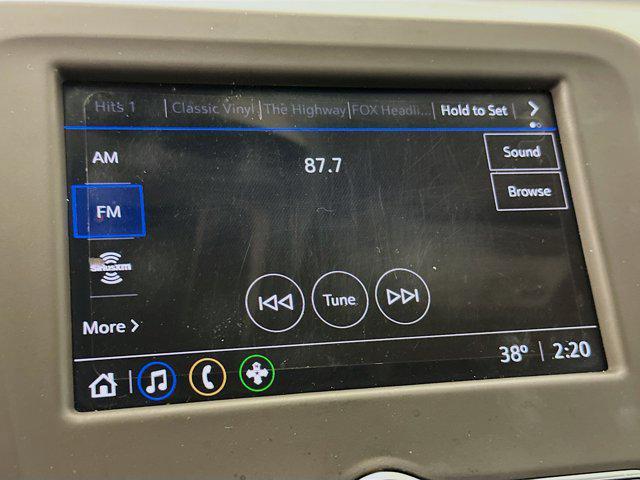 Hits 1 Classic Vinyl The Highway FOX Headli... Hold to Set
AM
87.7
Sound
FM
Browse
siriusxm
Tune
More
38° 2:20